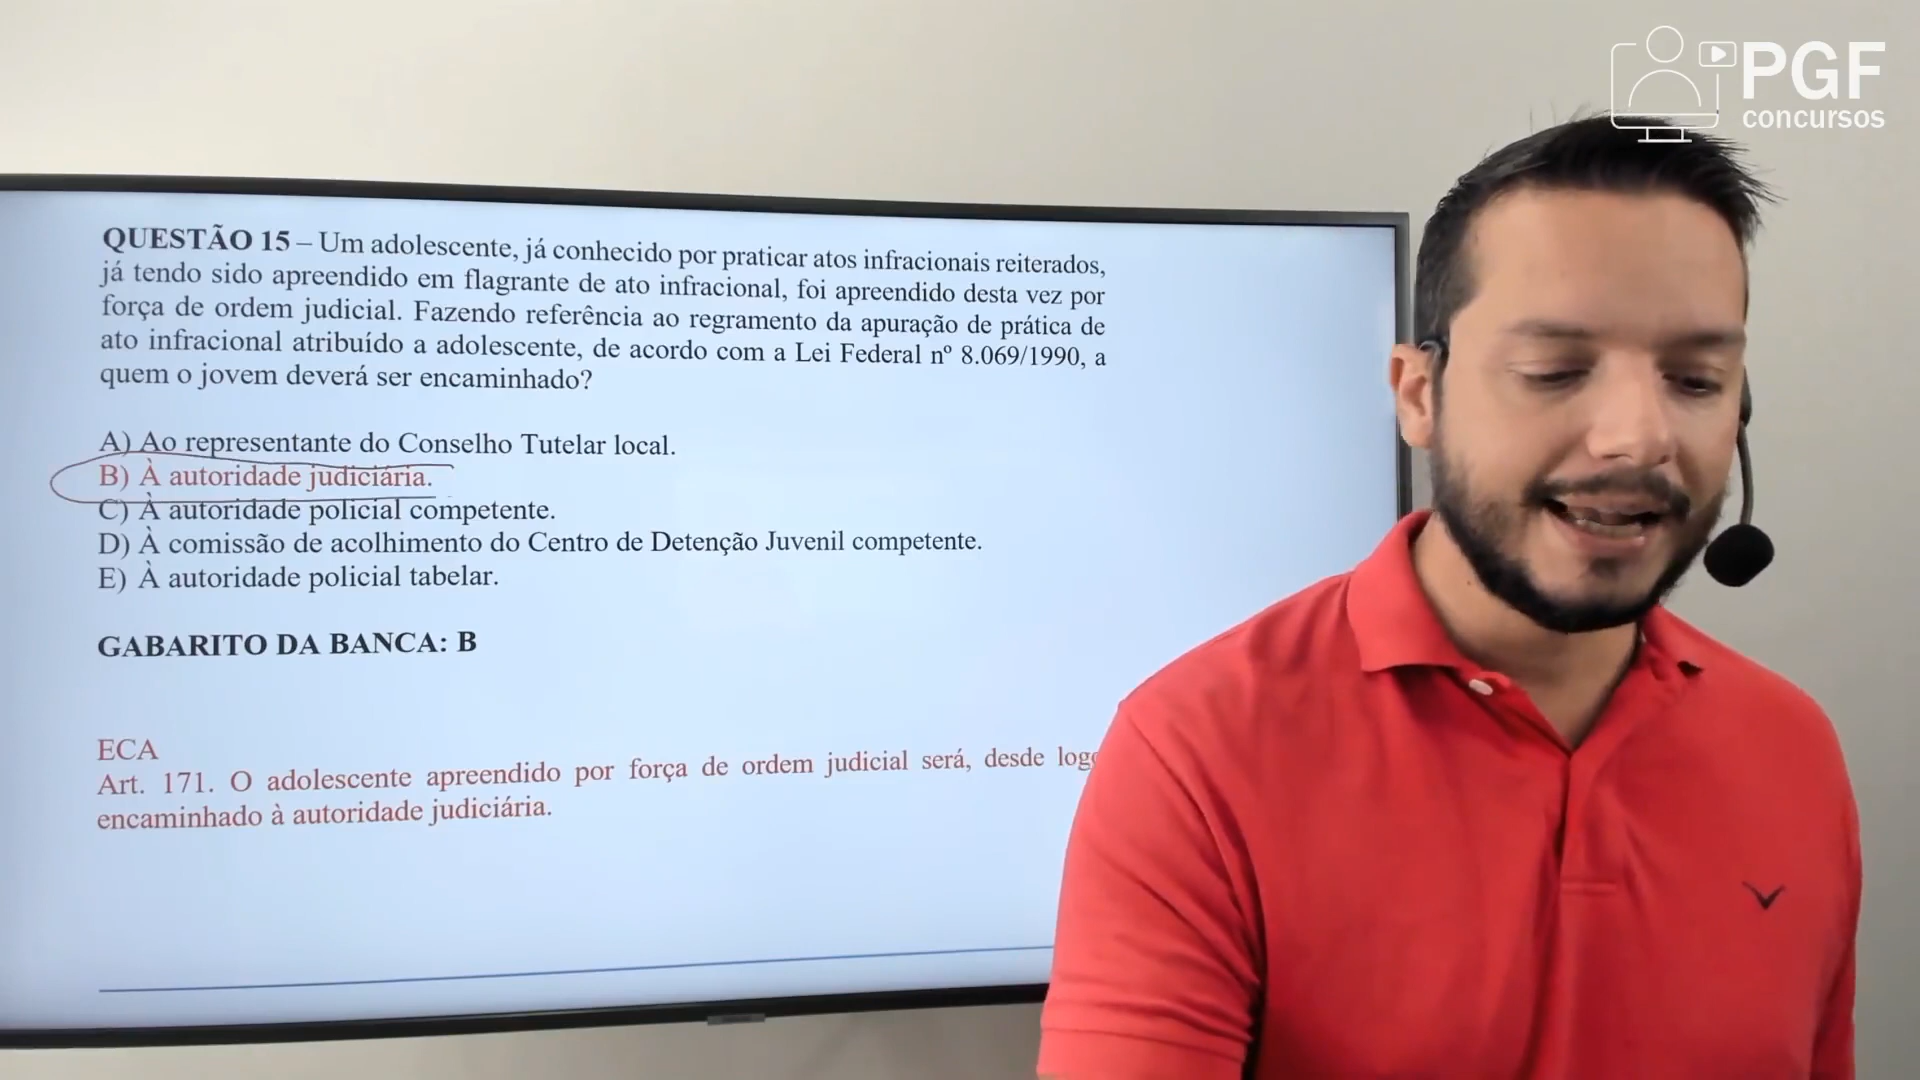 PGF
concursos
QUESTÃO 15 – Um adolescente, já conhecido por praticar atos infracionais reiterados,
já tendo sido apreendido em flagrante de ato infracional, foi apreendido desta vez por
força de ordem judicial. Fazendo referência ao regramento da apuração de prática de
ato infracional atribuído a adolescente, de acordo com a Lei Federal nº 8.069/1990, a
quem o jovem deverá ser encaminhado?
A) Ao representante do Conselho Tutelar local.
B) À autoridade judiciária.
C) À autoridade policial competente.
D) À comissão de acolhimento do Centro de Detenção Juvenil competente.
E) À autoridade policial tabelar.
GABARITO DA BANCA: B
ECA
Art. 171. O adolescente apreendido por força de ordem judicial será, desde logo
encaminhado à autoridade judiciária.